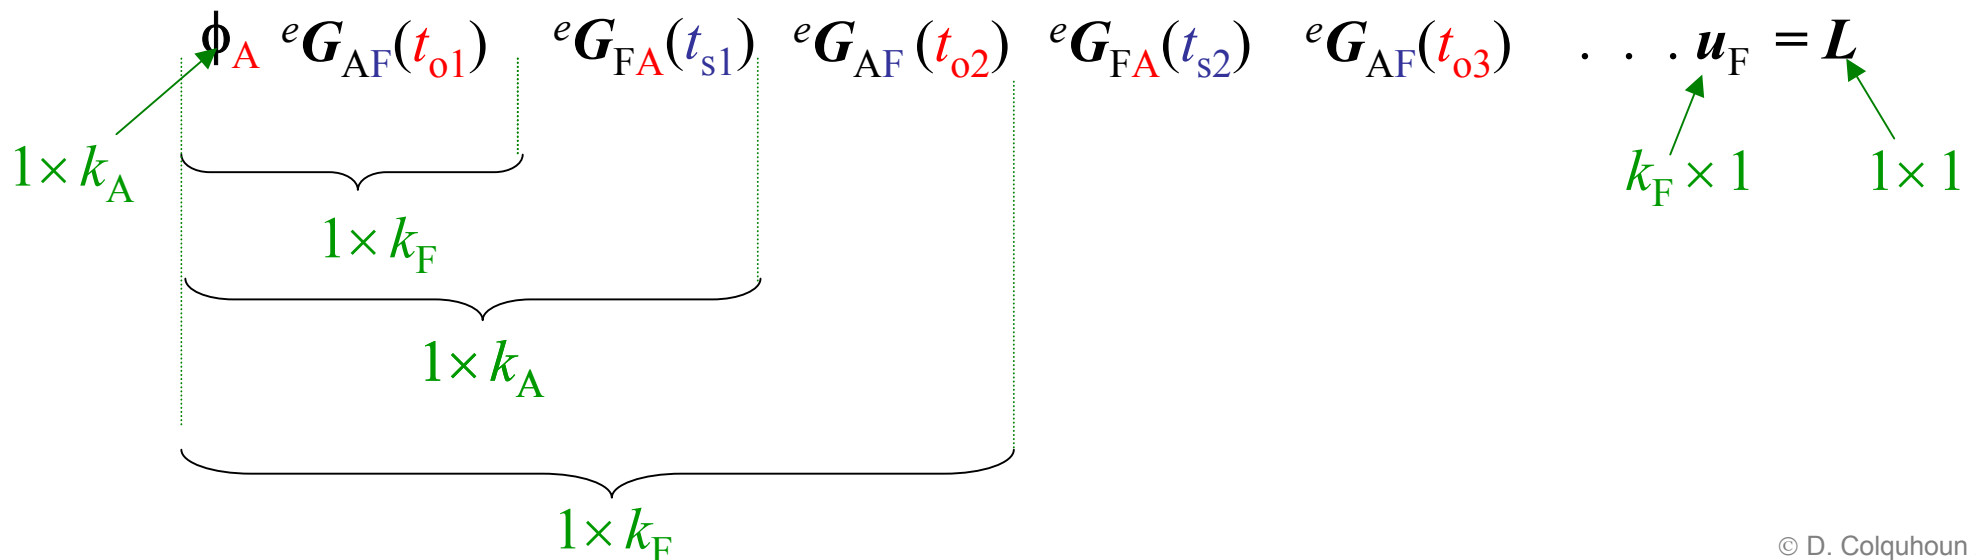 ϕA eGAF(to1) eGFA(ts1) eGAF (to2) eGFA(ts2) eGAF(to3) . . . uF = L
1× kA
kF × 1
1× 1
1× kF
1× kA
1× kF
© D. Colquhoun